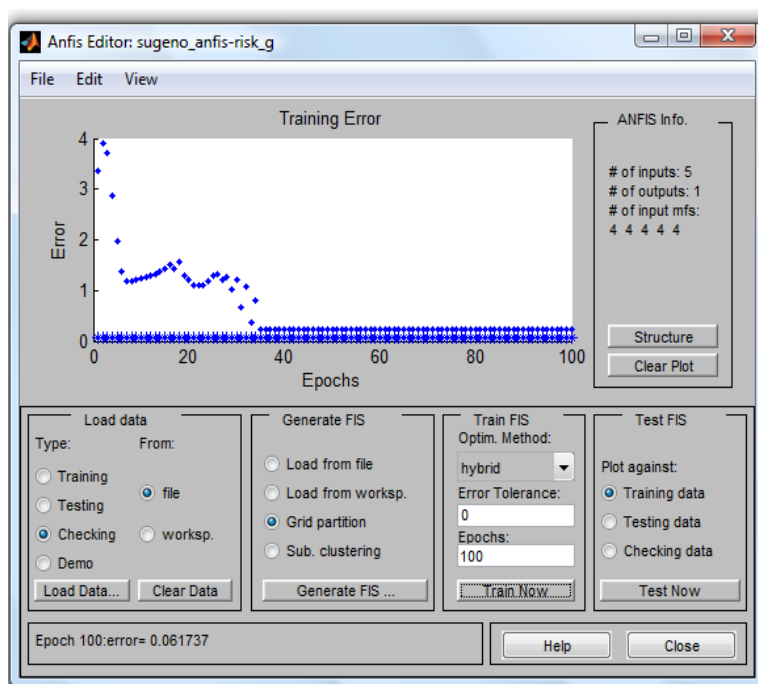 Anfis Editor: sugeno_anfis-risk_g
File Edit View
Training Error
4
3
2
1
0
Error
0 20 40 60 80 100
Epochs
ANFIS Info.
# of inputs: 5
# of outputs: 1
# of input mfs:
4 4 4 4 4
Structure
Clear Plot
Load data
Type: From:
Training
Testing
Checking
Demo
file
worksp.
Load Data... Clear Data
Generate FIS
Load from file
Load from worksp.
Grid partition
Sub. clustering
Generate FIS ...
Train FIS
Optim. Method:
hybrid
Error Tolerance:
0
Epochs:
100
Train Now
Test FIS
Plot against:
Training data
Testing data
Checking data
Test Now
Epoch 100:error= 0.061737
Help Close